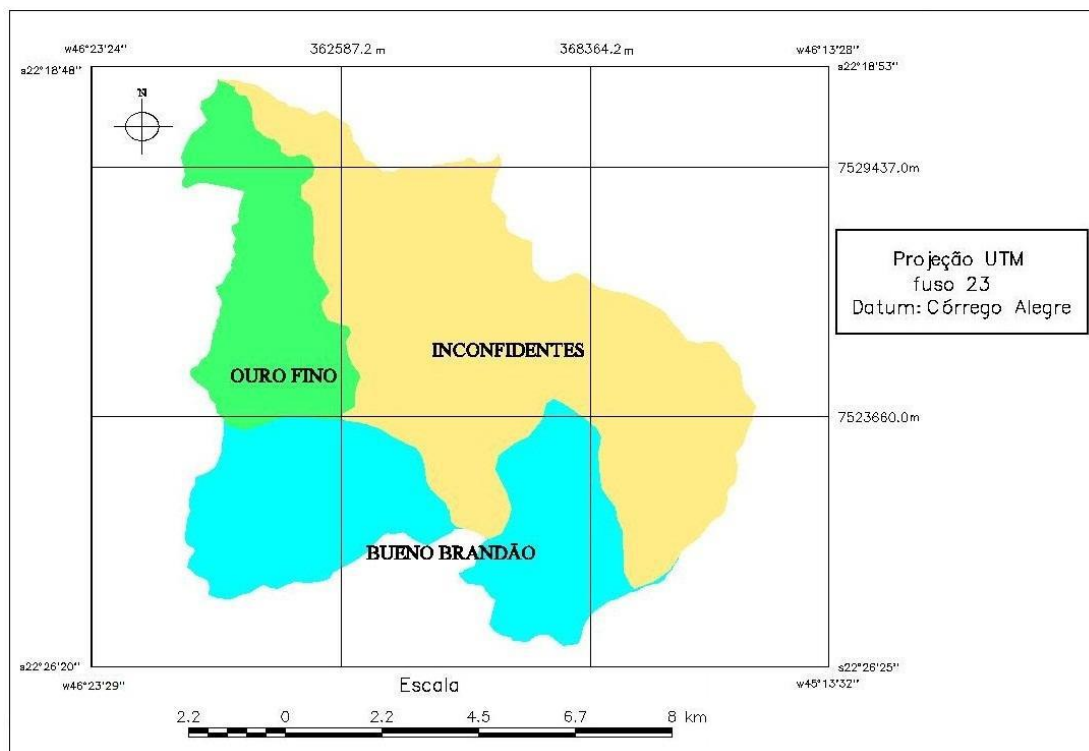 w46°23'24" 362587.2 m 368364.2 m w46°13'28"
s22°18'48" s22°18'53"
N
7529437.0m
Projeção UTM
fuso 23
Datum: Córrego Alegre
INCONFIDENTES
OURO FINO
7523660.0m
BUENO BRANDÃO
s22°26'20" s22°26'25"
w46°23'29" w45°13'32"
Escala
2.2 0 2.2 4.5 6.7 8 km